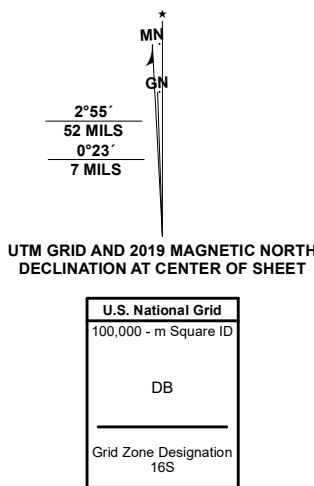 ★
MN
GN
2°55´
52 MILS
0°23´
7 MILS
UTM GRID AND 2019 MAGNETIC NORTH
DECLINATION AT CENTER OF SHEET
U.S. National Grid
100,000 - m Square ID
DB
Grid Zone Designation
16S